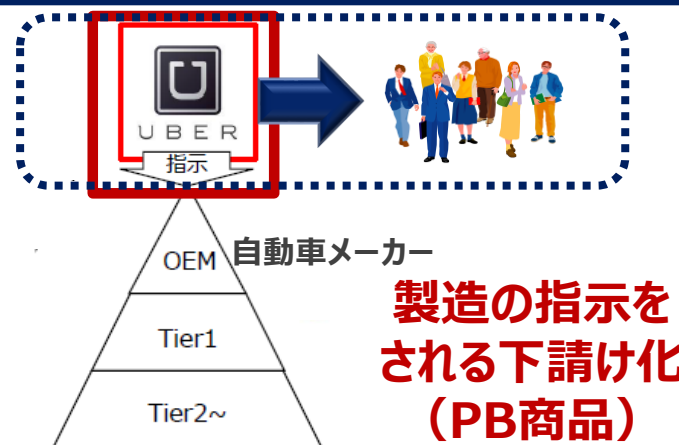 U
UBER
指示
OEM
自動車メーカー
Tier1
Tier2~
製造の指示を
される下請け化
（PB商品）